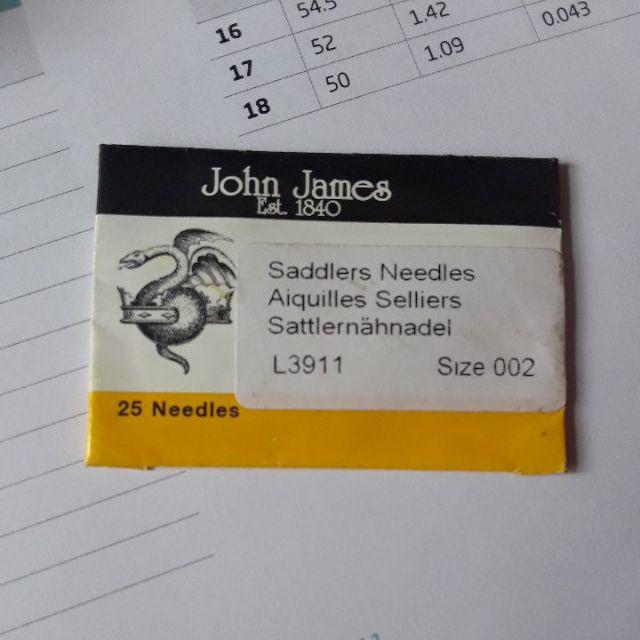 16 54.5 1.42 0.043
17 52 1.09
18 50
John James
Est. 1840
Saddlers Needles
Aiquilles Selliers
Sattlernähnadel
L3911 Size 002
25 Needles